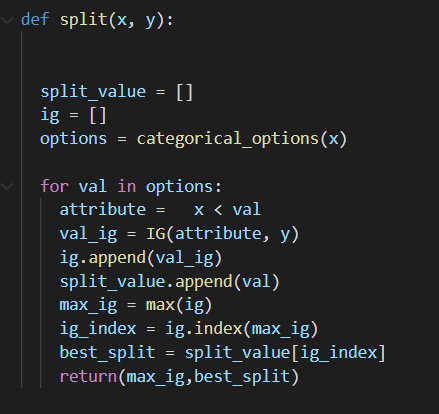 def split(x, y):
split_value = []
ig = []
options = categorical_options(x)
for val in options:
attribute =   x < val
val_ig = IG(attribute, y)
ig.append(val_ig)
split_value.append(val)
max_ig = max(ig)
ig_index = ig.index(max_ig)
best_split = split_value[ig_index]
return(max_ig,best_split)